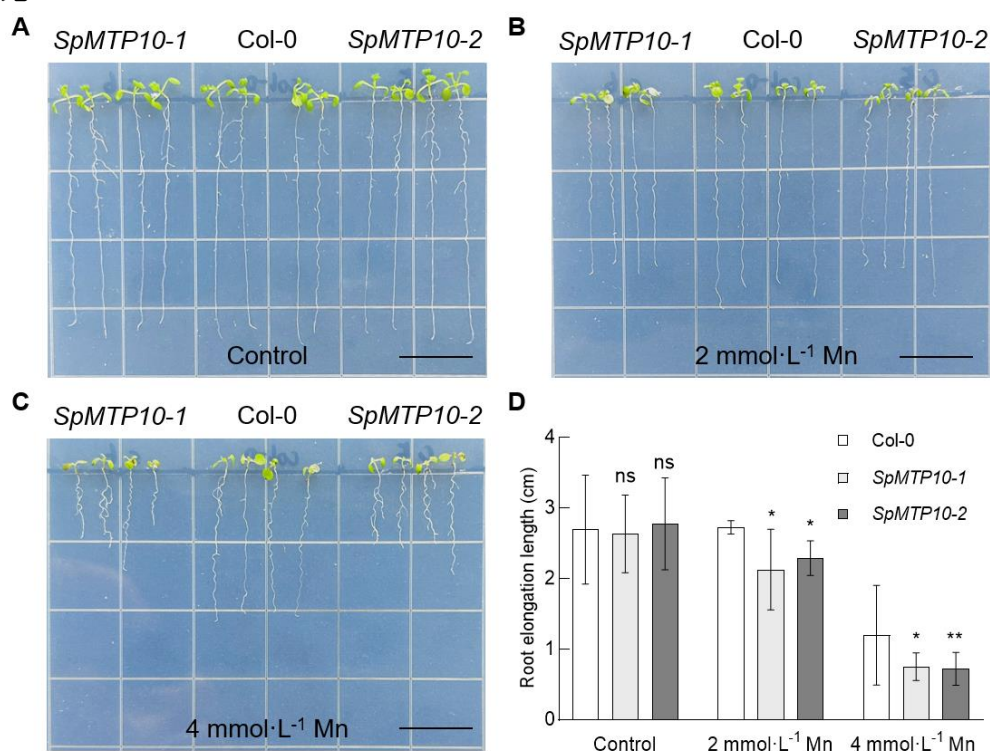 A
SpMTP10-1 Col-0 SpMTP10-2
Control
B
SpMTP10-1 Col-0 SpMTP10-2
2 mmol·L⁻¹ Mn
C
SpMTP10-1 Col-0 SpMTP10-2
4 mmol·L⁻¹ Mn
D
Root elongation length (cm)
4
3
2
1
0
Col-0
SpMTP10-1
SpMTP10-2
ns ns
* *
* **
Control 2 mmol·L⁻¹ Mn 4 mmol·L⁻¹ Mn